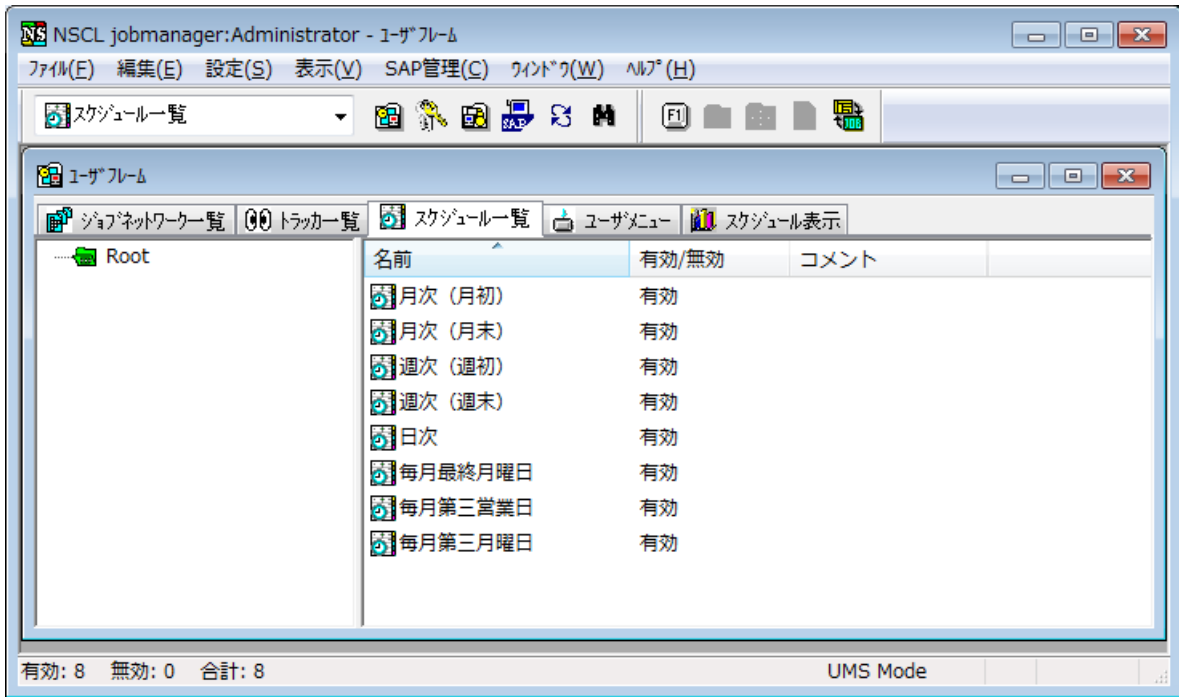 NS NSCL jobmanager:Administrator - ﾕｰｻﾞﾌﾚｰﾑ
ﾌｧｲﾙ(F) 編集(E) 設定(S) 表示(V) SAP管理(C) ｳｨﾝﾄﾞｳ(W) ﾍﾙﾌﾟ(H)
スケジュール一覧 SAP F1 JOB
ﾕｰｻﾞﾌﾚｰﾑ
ジョブネットワーク一覧 トラッカ一覧 スケジュール一覧 ユーザメニュー スケジュール表示
Root
名前 有効/無効 コメント
月次（月初） 有効
月次（月末） 有効
週次（週初） 有効
週次（週末） 有効
日次 有効
毎月最終月曜日 有効
毎月第三営業日 有効
毎月第三月曜日 有効
有効: 8 無効: 0 合計: 8 UMS Mode